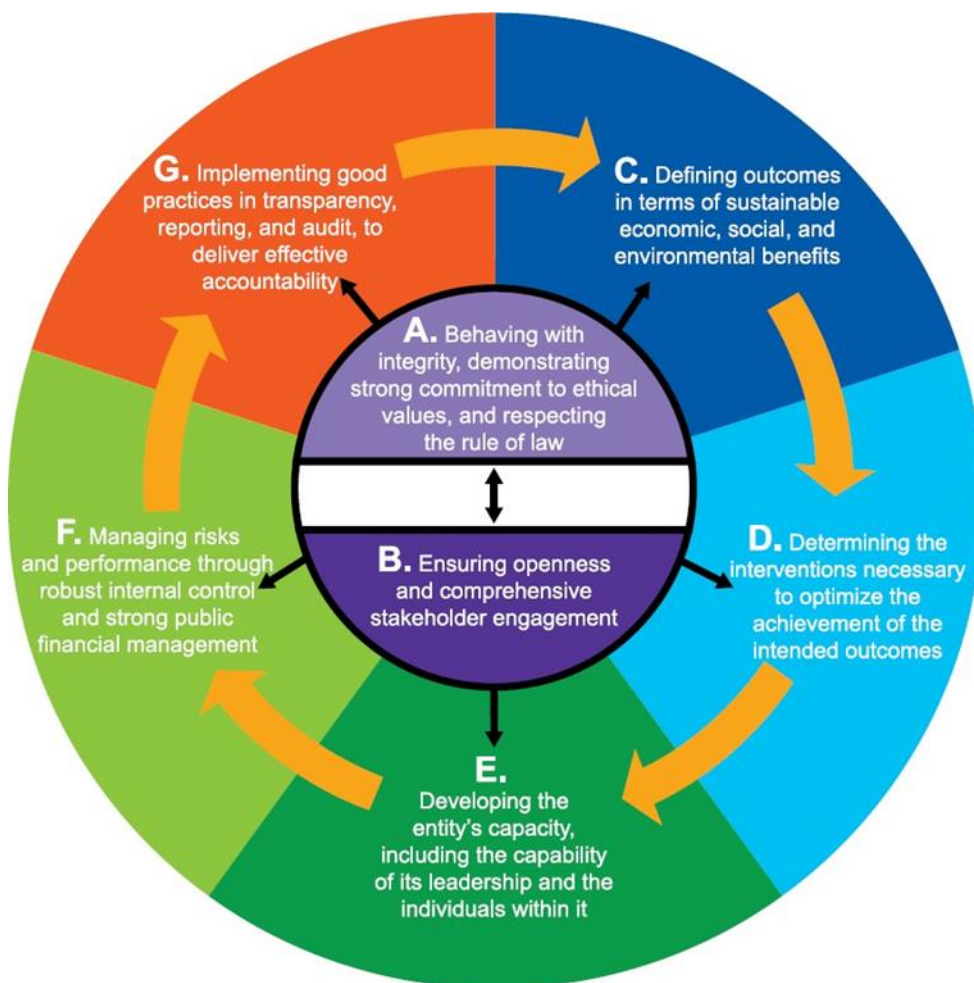 A. Behaving with
integrity, demonstrating
strong commitment to ethical
values, and respecting
the rule of law
B. Ensuring openness
and comprehensive
stakeholder engagement
C. Defining outcomes
in terms of sustainable
economic, social, and
environmental benefits
D. Determining the
interventions necessary
to optimize the
achievement of the
intended outcomes
E.
Developing the
entity's capacity,
including the capability
of its leadership and the
individuals within it
F. Managing risks
and performance through
robust internal control
and strong public
financial management
G. Implementing good
practices in transparency,
reporting, and audit, to
deliver effective
accountability